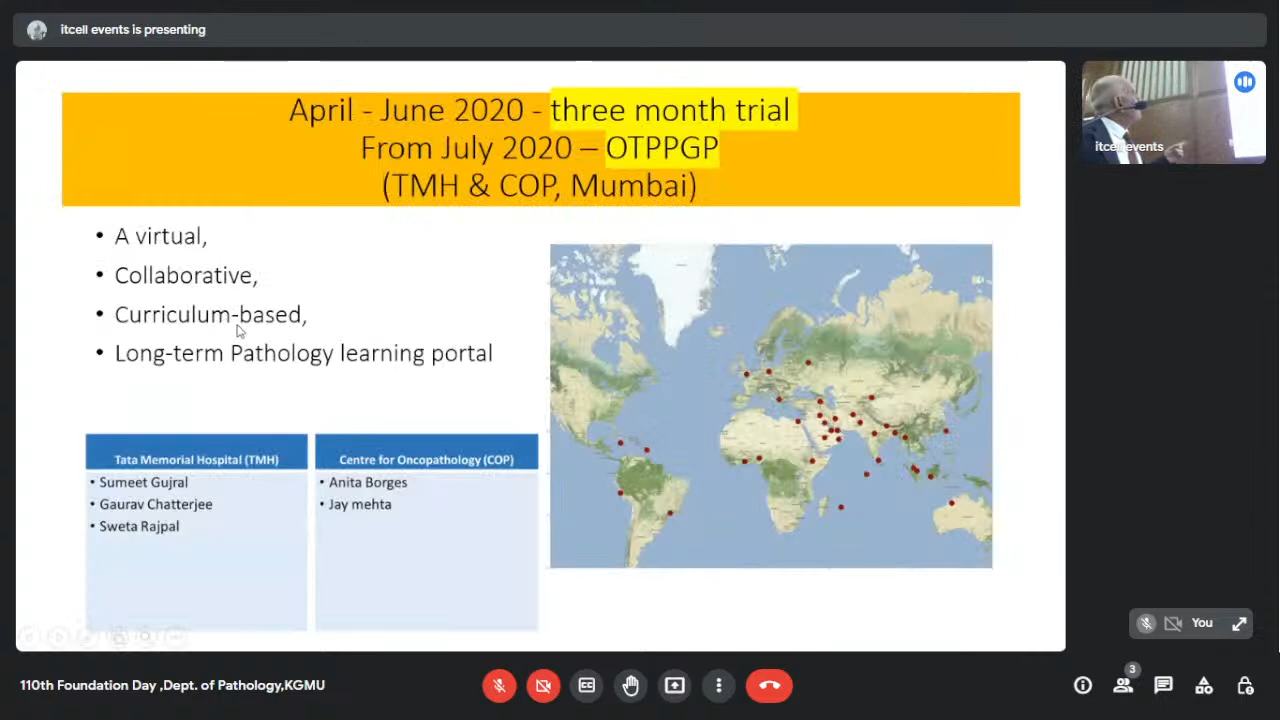 itcell events is presenting
April - June 2020 - three month trial
From July 2020 – OTPPGP
(TMH & COP, Mumbai)
• A virtual,
• Collaborative,
• Curriculum-based,
• Long-term Pathology learning portal
Tata Memorial Hospital (TMH)
• Sumeet Gujral
• Gaurav Chatterjee
• Sweta Rajpal
Centre for Oncopathology (COP)
• Anita Borges
• Jay mehta
itcell events
You
110th Foundation Day ,Dept. of Pathology,KGMU
3